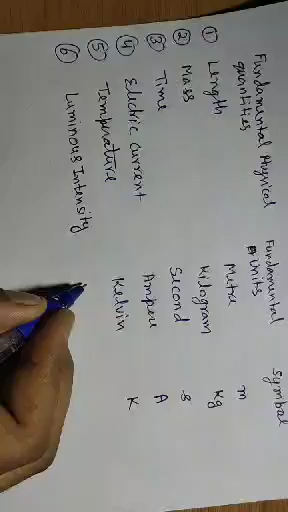 Fundamental Physical quantities Fundamental Units Symbol
① Length Metre m
② Mass Kilogram Kg
③ Time Second s
④ Electric Current Ampere A
⑤ Temperature Kelvin K
⑥ Luminous Intensity